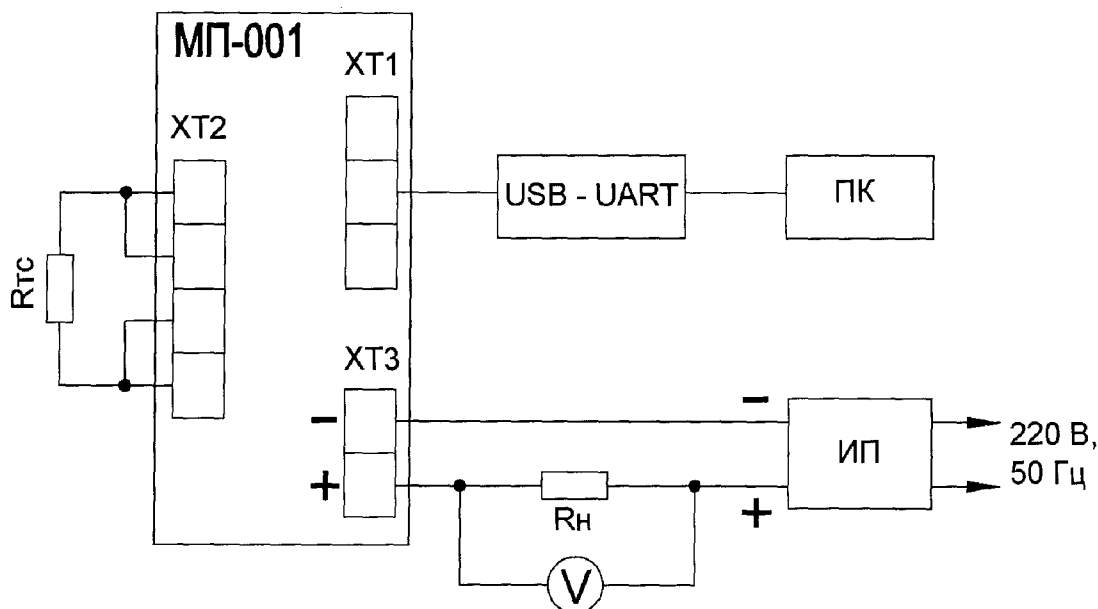 МП-001
XT1
XT2
USB - UART
ПК
Rтс
XT3
-
-
+
+
ИП
220 В,
50 Гц
Rн
V